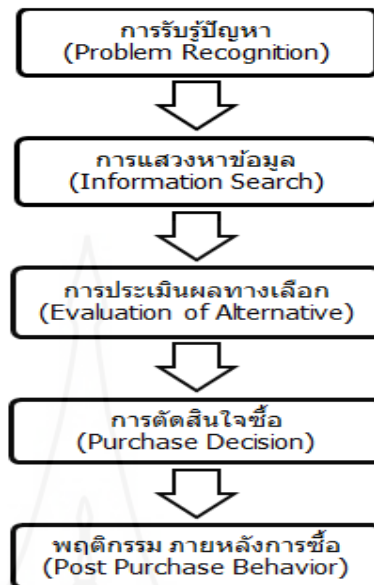 การรับรู้ปัญหา
(Problem Recognition)
การแสวงหาข้อมูล
(Information Search)
การประเมินผลทางเลือก
(Evaluation of Alternative)
การตัดสินใจซื้อ
(Purchase Decision)
พฤติกรรม ภายหลังการซื้อ
(Post Purchase Behavior)